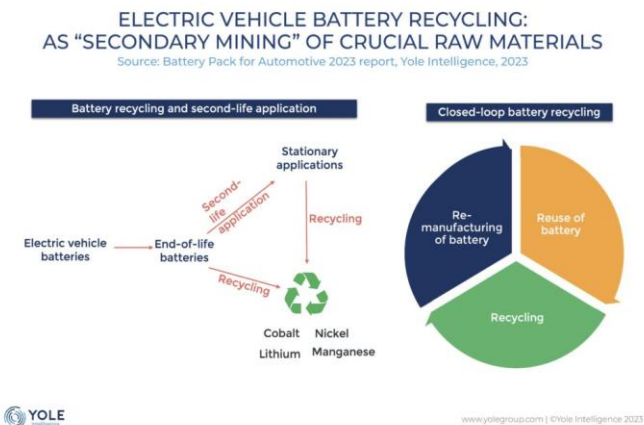 ELECTRIC VEHICLE BATTERY RECYCLING:
AS “SECONDARY MINING” OF CRUCIAL RAW MATERIALS
Source: Battery Pack for Automotive 2023 report, Yole Intelligence, 2023
Battery recycling and second-life application
Stationary
applications
Second-
life
application
Recycling
Electric vehicle
batteries
End-of-life
batteries
Recycling
Cobalt Nickel
Lithium Manganese
Closed-loop battery recycling
Re-
manufacturing
of battery
Reuse of
battery
Recycling
YOLE
Intelligence
www.yolegroup.com | ©Yole Intelligence 2023